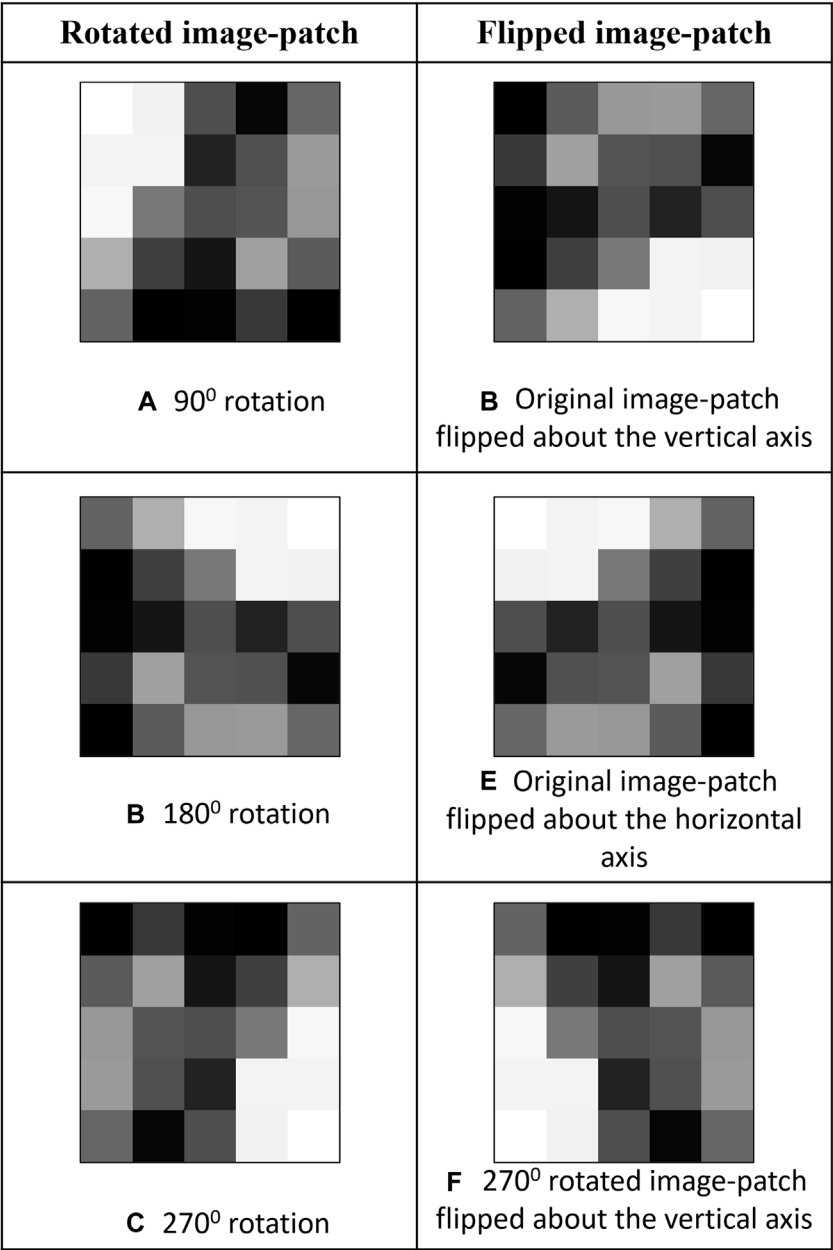 Rotated image-patch
Flipped image-patch
A 90⁰ rotation
B Original image-patch
flipped about the vertical axis
B 180⁰ rotation
E Original image-patch
flipped about the horizontal
axis
C 270⁰ rotation
F 270⁰ rotated image-patch
flipped about the vertical axis